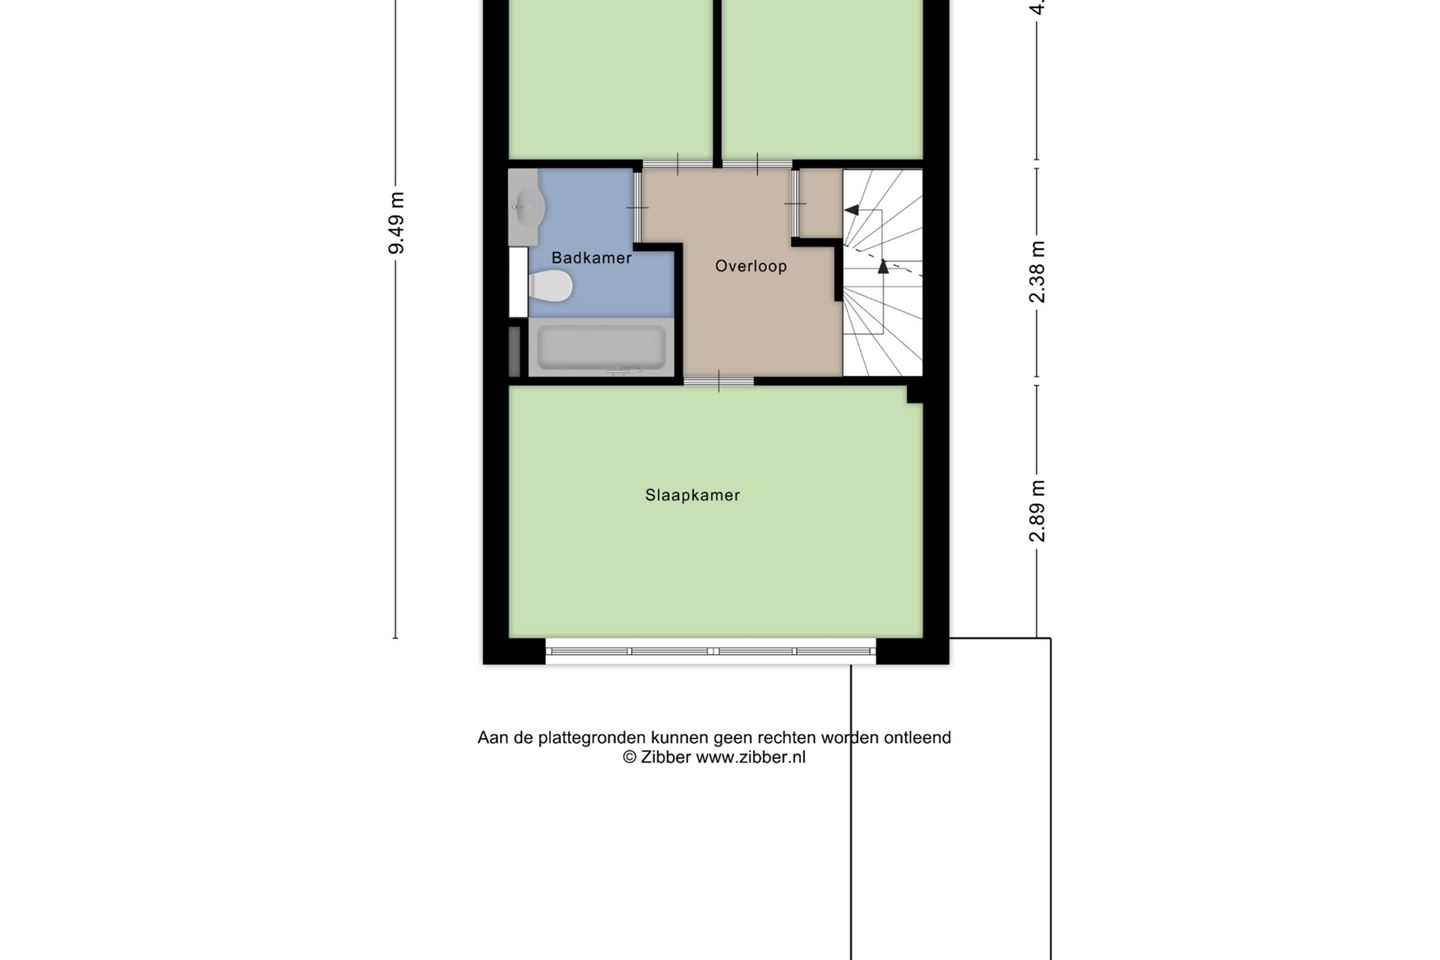 4.
9.49 m
Badkamer
Overloop
2.38 m
Slaapkamer
2.89 m
Aan de plattegronden kunnen geen rechten worden ontleend
© Zibber www.zibber.nl